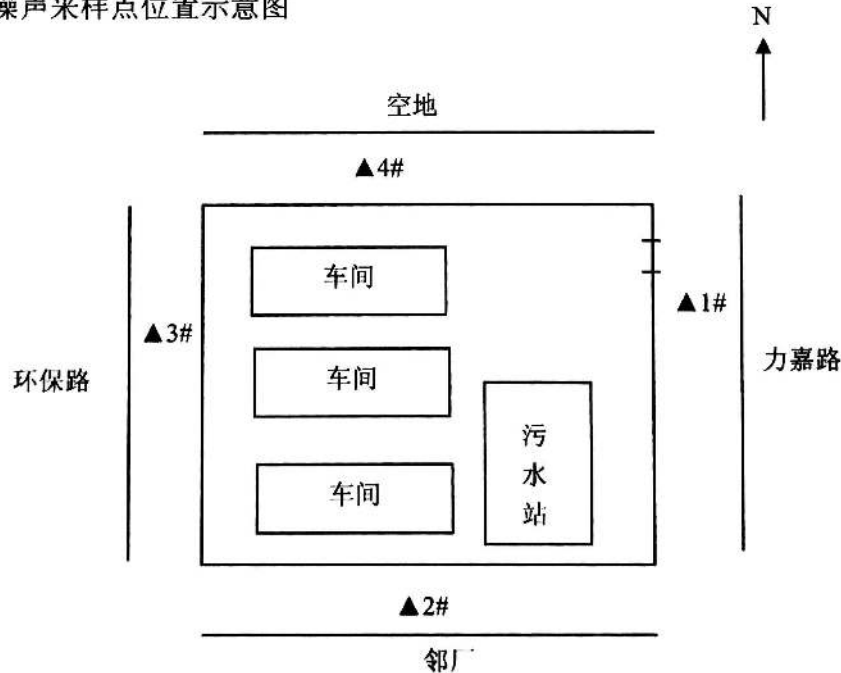 噪声采样点位置示意图
N
空地
▲4#
车间
▲1#
▲3#
力嘉路
环保路
车间
污
水
站
车间
▲2#
邻厂